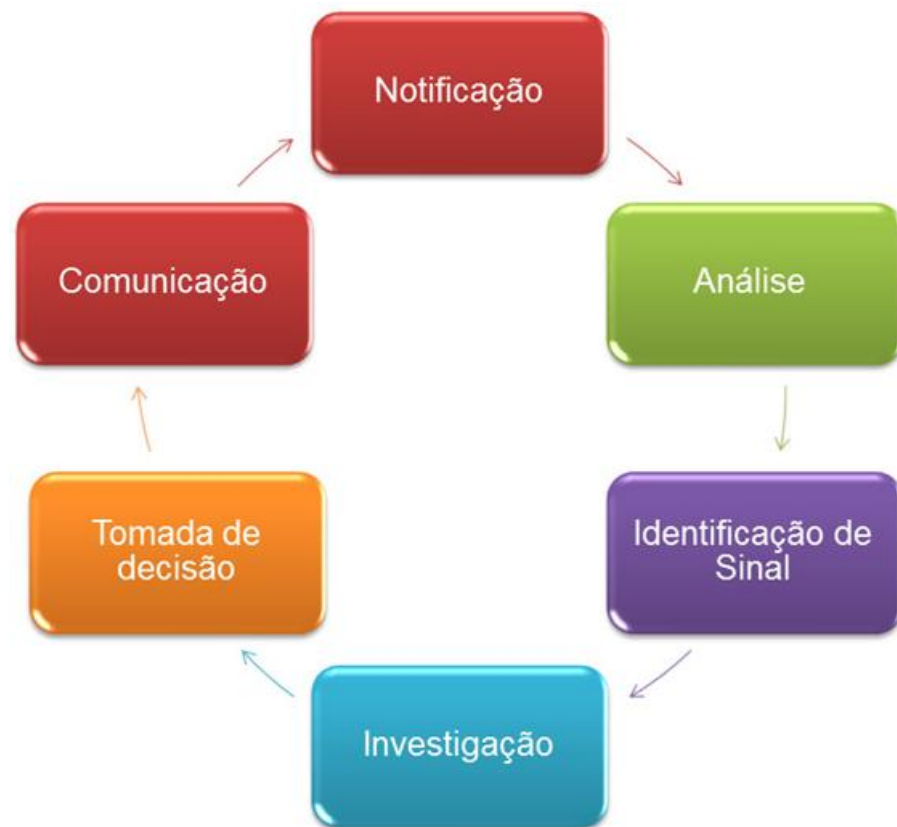 Notificação
Análise
Identificação de
Sinal
Investigação
Tomada de
decisão
Comunicação